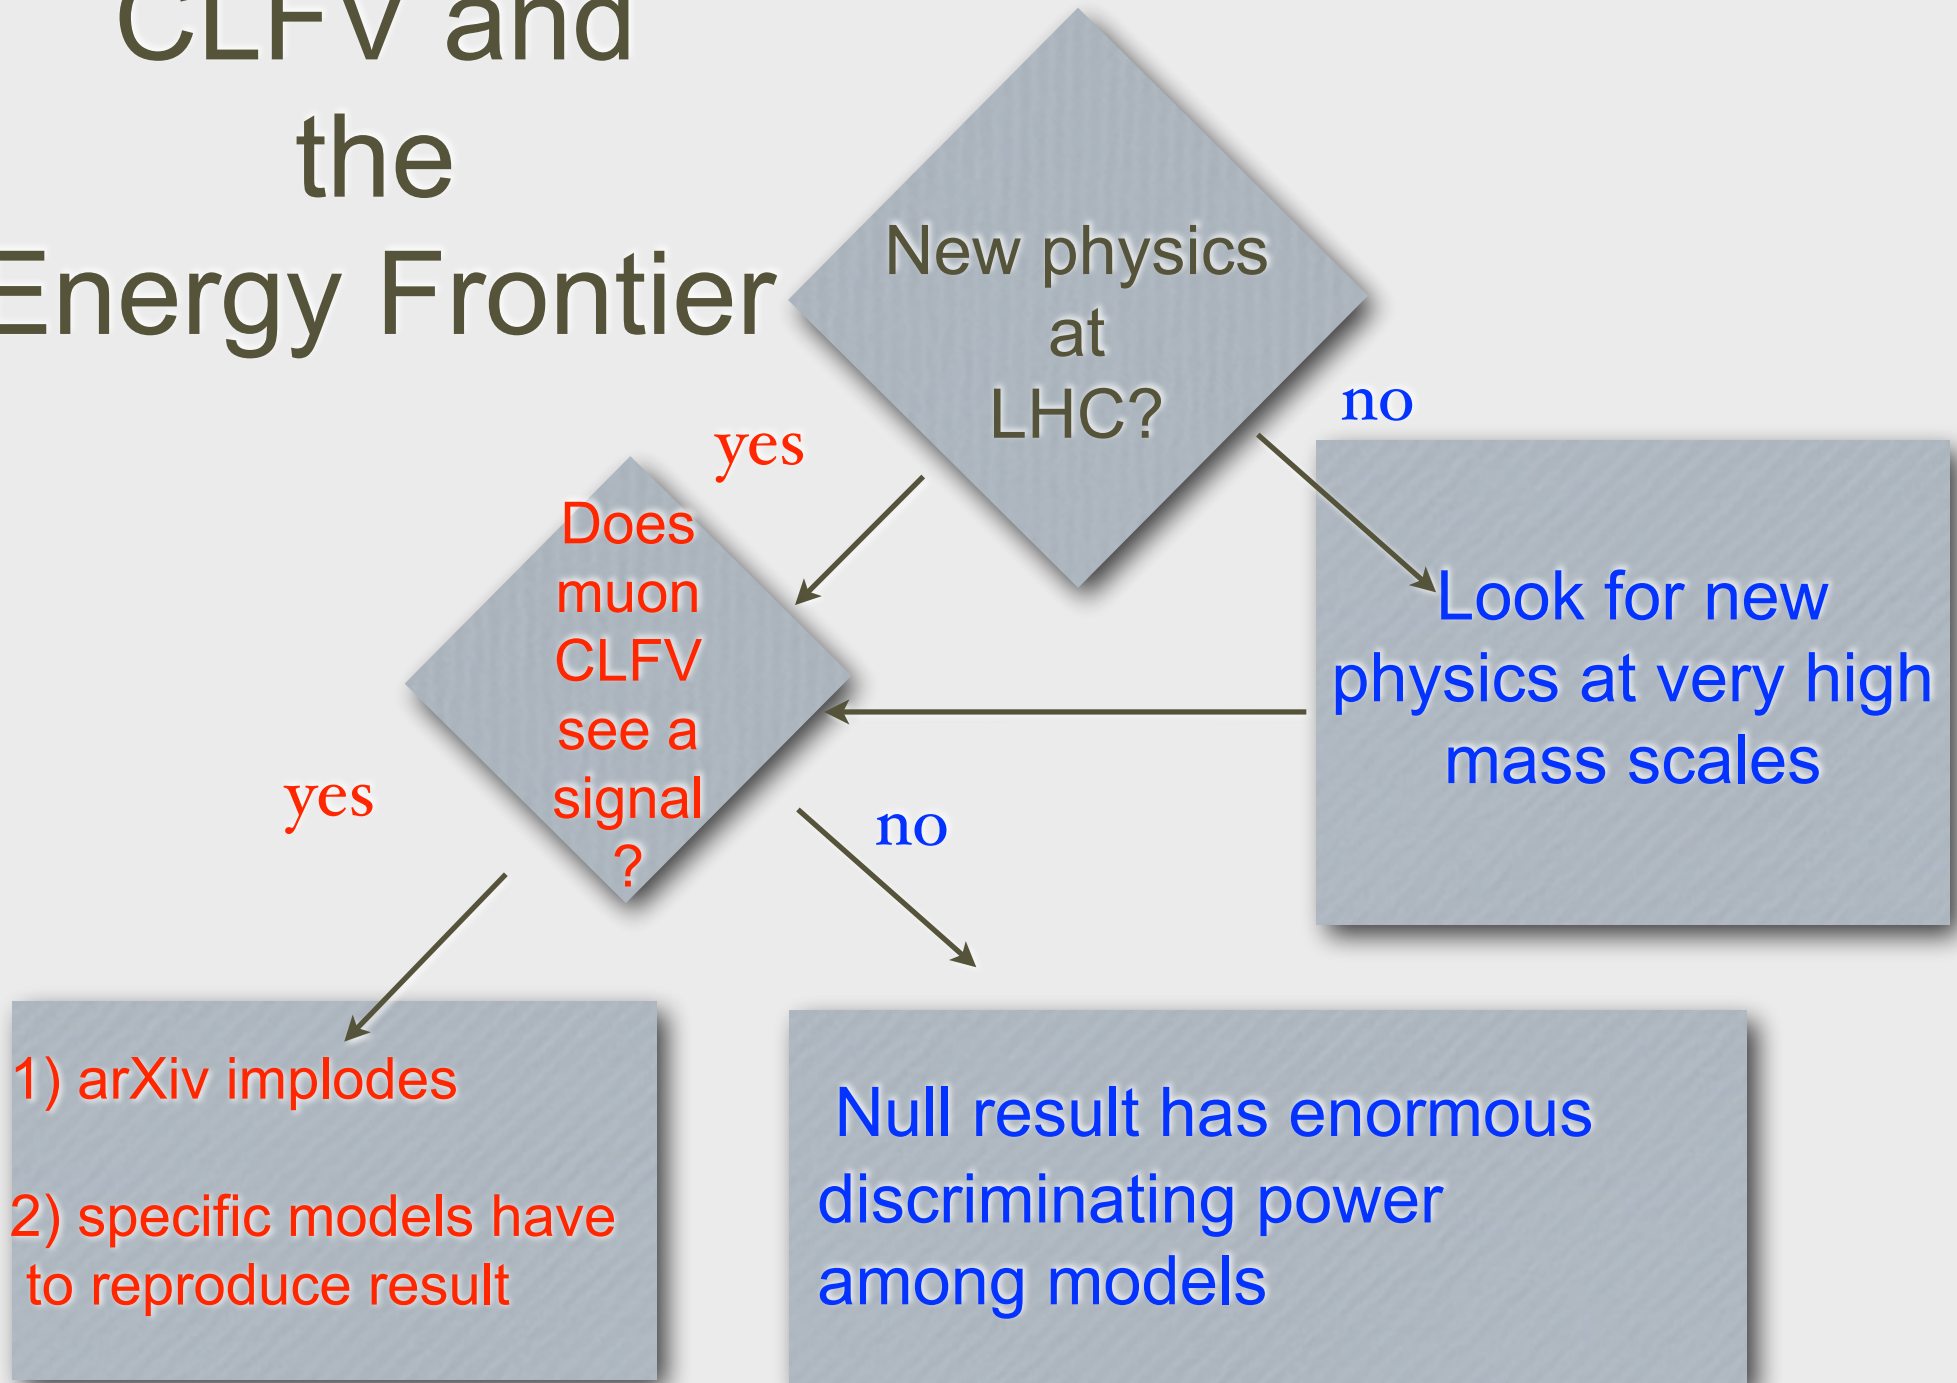 CLFV and
the
Energy Frontier
New physics
at
LHC?
yes
no
Does
muon
CLFV
see a
signal
?
Look for new
physics at very high
mass scales
yes
no
1) arXiv implodes
2) specific models have
to reproduce result
Null result has enormous
discriminating power
among models